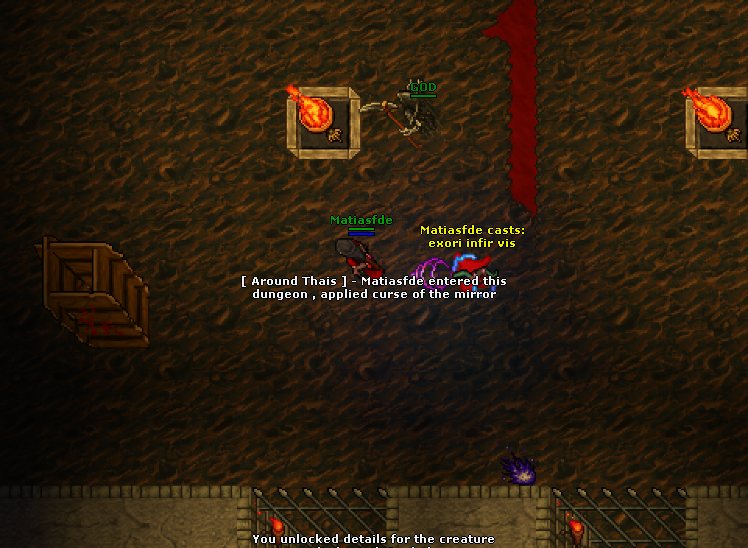 GOD
Matiasfde
Matiasfde casts:
exori infir vis
[ Around Thais ] - Matiasfde entered this
dungeon , applied curse of the mirror
You unlocked details for the creature